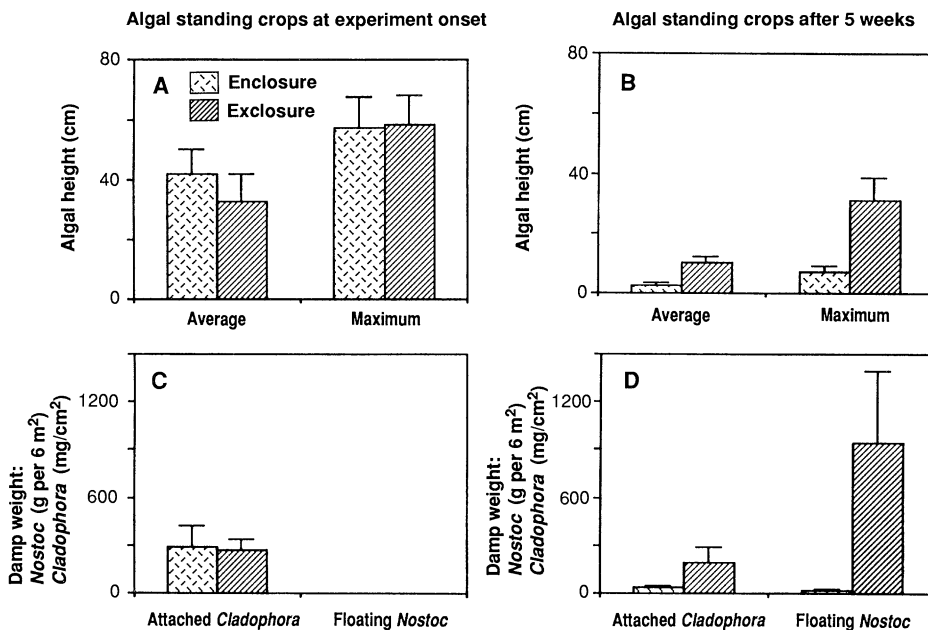 Algal standing crops at experiment onset
Algal standing crops after 5 weeks
80
40
0
Algal height (cm)
A
Enclosure
Exclosure
Average
Maximum
80
40
0
Algal height (cm)
B
Average
Maximum
1200
600
0
Damp weight:
Nostoc (g per 6 m²)
Cladophora (mg/cm²)
C
Attached Cladophora
Floating Nostoc
1200
600
0
Damp weight:
Nostoc (g per 6 m²)
Cladophora (mg/cm²)
D
Attached Cladophora
Floating Nostoc